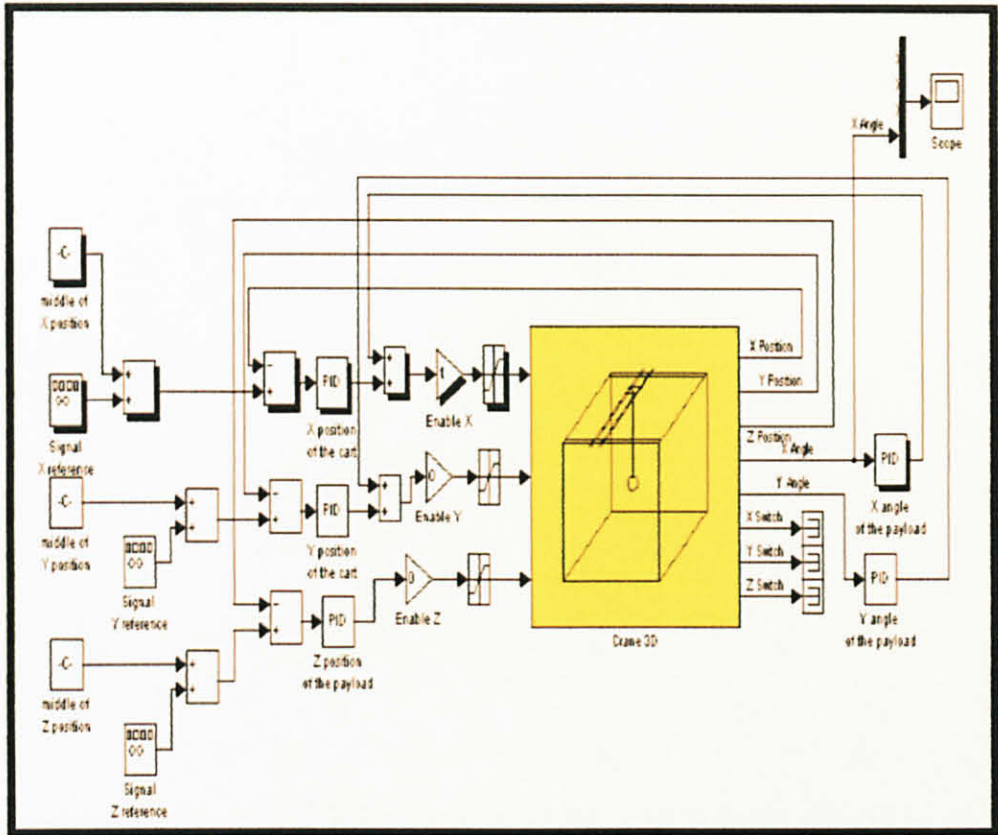 X Angle
Scope
-C-
middle of
X position
Signal
X reference
PID
X position
of the cart
Enable X
X Position
Y Position
Z Position
X Angle
Y Angle
X Switch
Y Switch
Z Switch
PID
X angle
of the payload
-C-
middle of
Y position
Signal
Y reference
PID
Y position
of the cart
0
Enable Y
PID
Y angle
of the payload
-C-
middle of
Z position
Signal
Z reference
PID
Z position
of the payload
0
Enable Z
Crane 3D